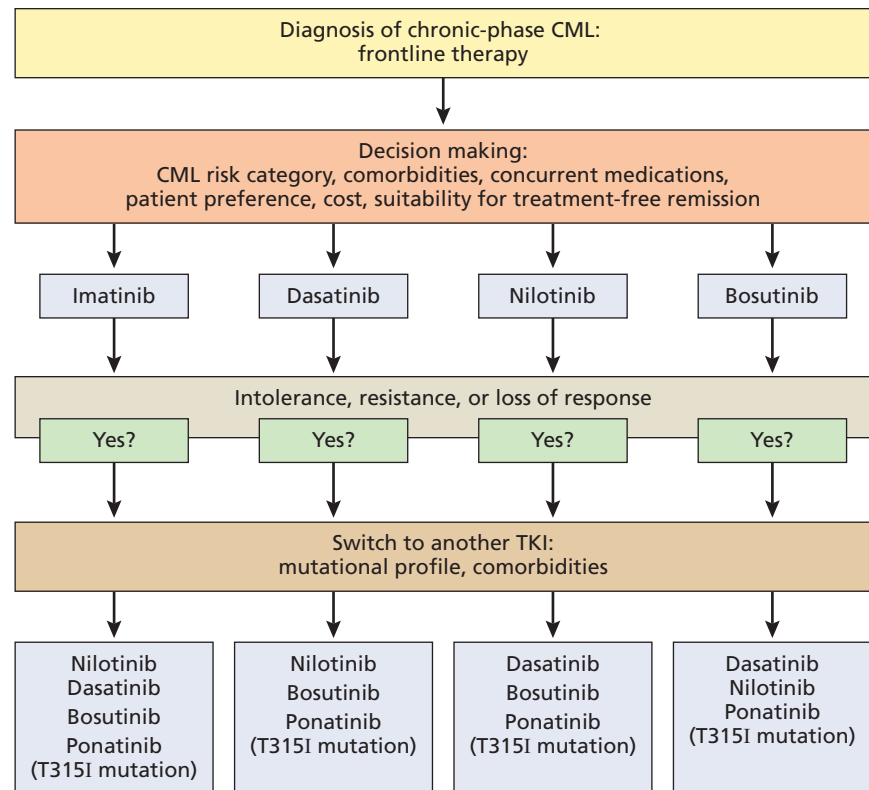 Diagnosis of chronic-phase CML:
frontline therapy
Decision making:
CML risk category, comorbidities, concurrent medications,
patient preference, cost, suitability for treatment-free remission
Imatinib
Dasatinib
Nilotinib
Bosutinib
Intolerance, resistance, or loss of response
Yes?
Yes?
Yes?
Yes?
Switch to another TKI:
mutational profile, comorbidities
Nilotinib
Dasatinib
Bosutinib
Ponatinib
(T315I mutation)
Nilotinib
Bosutinib
Ponatinib
(T315I mutation)
Dasatinib
Bosutinib
Ponatinib
(T315I mutation)
Dasatinib
Nilotinib
Ponatinib
(T315I mutation)